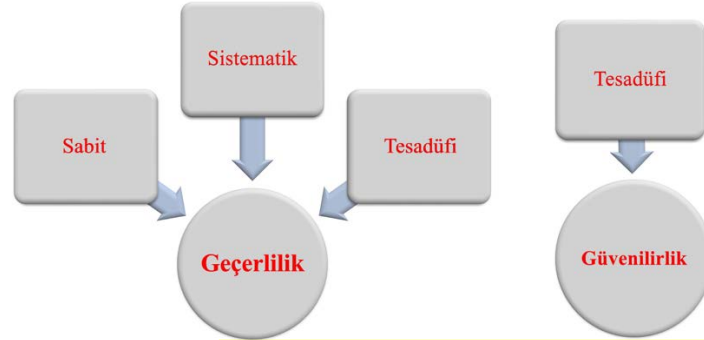 Sistematik
Sabit
Tesadüfi
Geçerlilik
Tesadüfi
Güvenilirlik